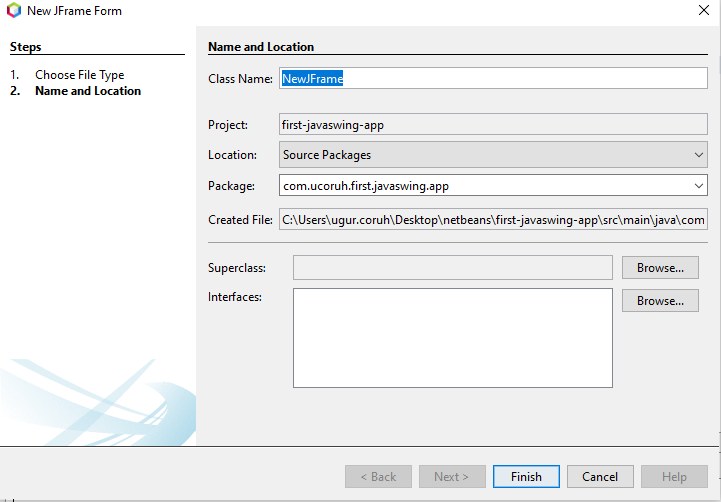 New JFrame Form
Steps
1. Choose File Type
2. Name and Location
Name and Location
Class Name: NewJFrame
Project: first-javaswing-app
Location: Source Packages
Package: com.ucoruh.first.javaswing.app
Created File: C:\Users\ugur.coruh\Desktop\netbeans\first-javaswing-app\src\main\java\com
Superclass: Browse...
Interfaces: Browse...
< Back Next > Finish Cancel Help